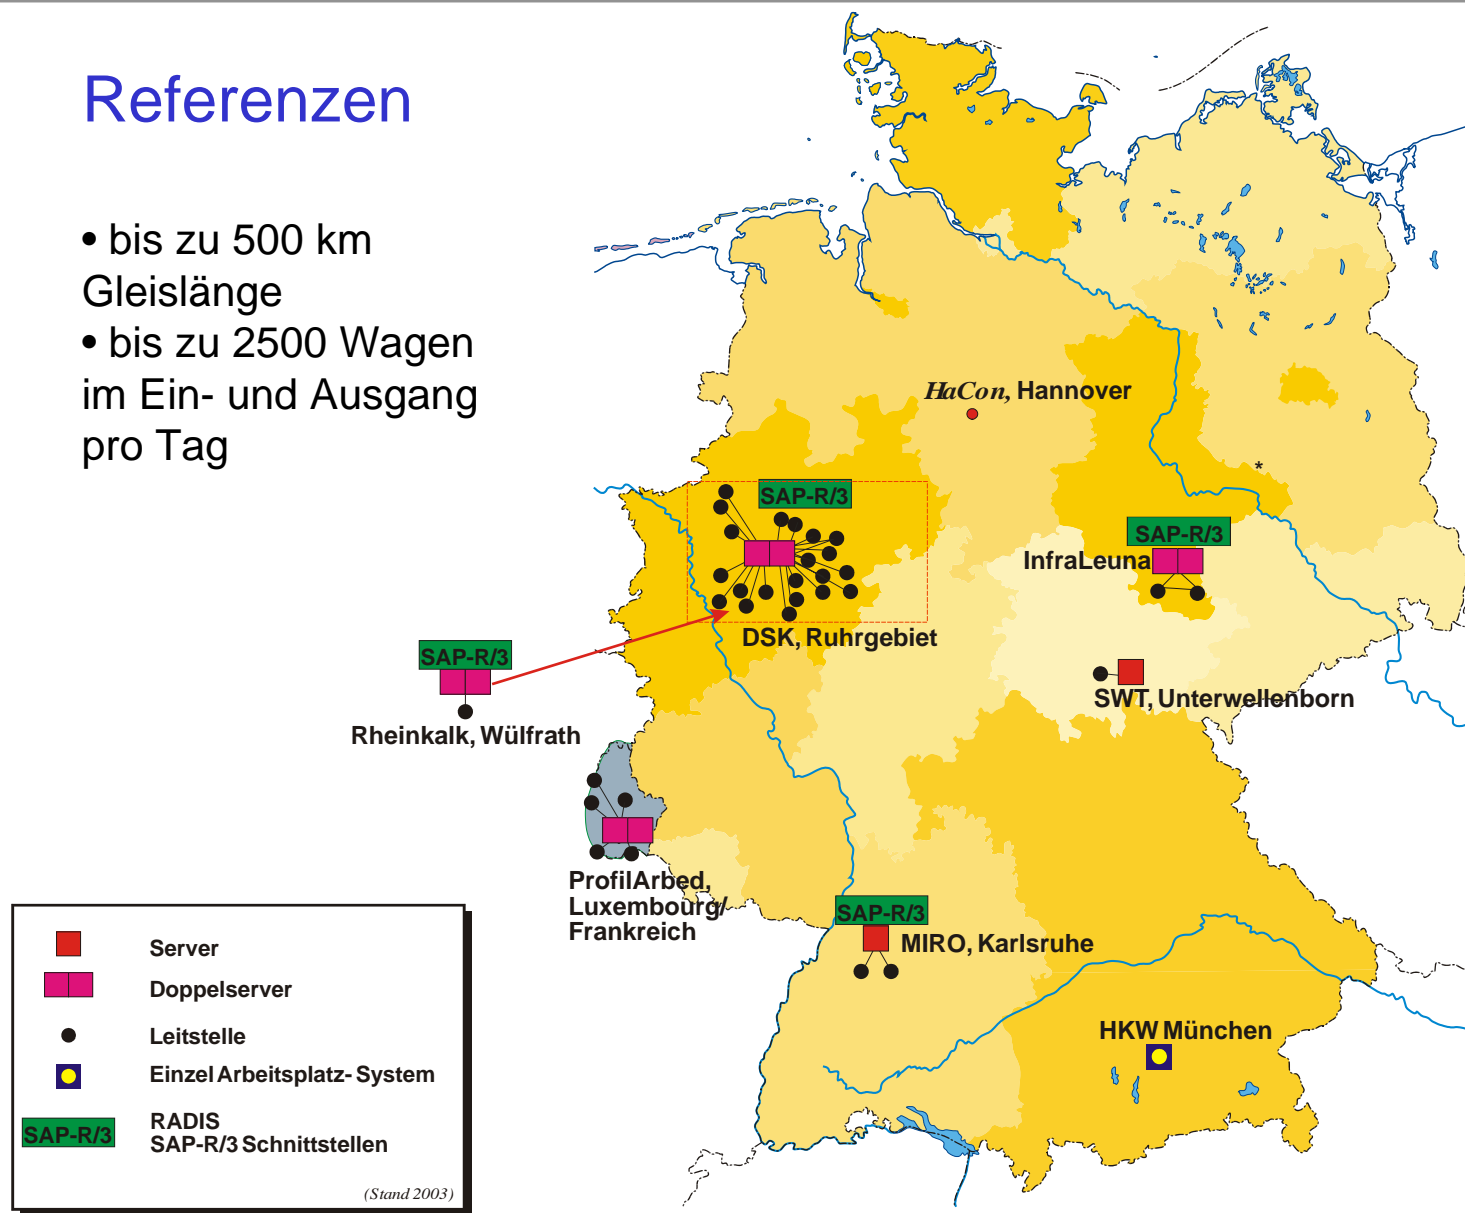 Referenzen
• bis zu 500 km
Gleislänge
• bis zu 2500 Wagen
im Ein- und Ausgang
pro Tag
HaCon, Hannover
*
SAP-R/3
DSK, Ruhrgebiet
SAP-R/3
InfraLeuna
SAP-R/3
Rheinkalk, Wülfrath
SWT, Unterwellenborn
ProfilArbed,
Luxembourg/
Frankreich
SAP-R/3
MIRO, Karlsruhe
HKW München
Server
Doppelserver
Leitstelle
Einzel Arbeitsplatz- System
SAP-R/3
RADIS
SAP-R/3 Schnittstellen
(Stand 2003)